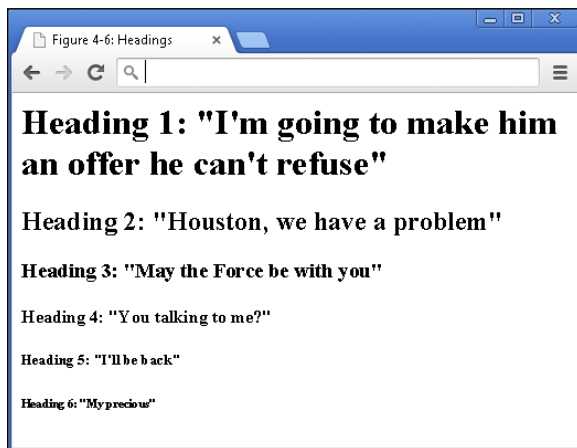 Figure 4-6: Headings
Heading 1: "I'm going to make him
an offer he can't refuse"
Heading 2: "Houston, we have a problem"
Heading 3: "May the Force be with you"
Heading 4: "You talking to me?"
Heading 5: "I'll be back"
Heading 6: "My precious"